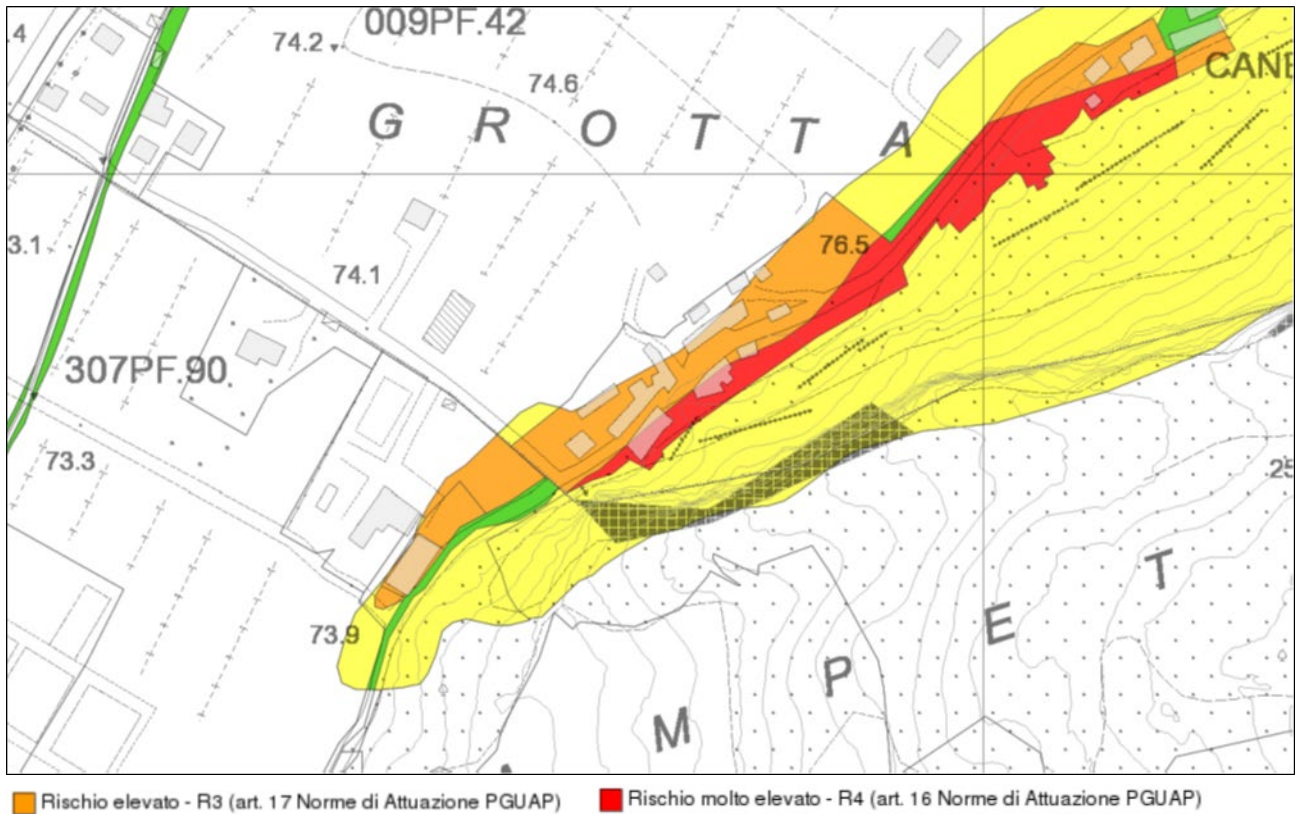 009PF.42
.4
74.2
74.6
CANE
G R O T T A
3.1
76.5
74.1
307PF.90
73.3
25
T
73.9
E
P
M
Rischio elevato - R3 (art. 17 Norme di Attuazione PGUAP)
Rischio molto elevato - R4 (art. 16 Norme di Attuazione PGUAP)